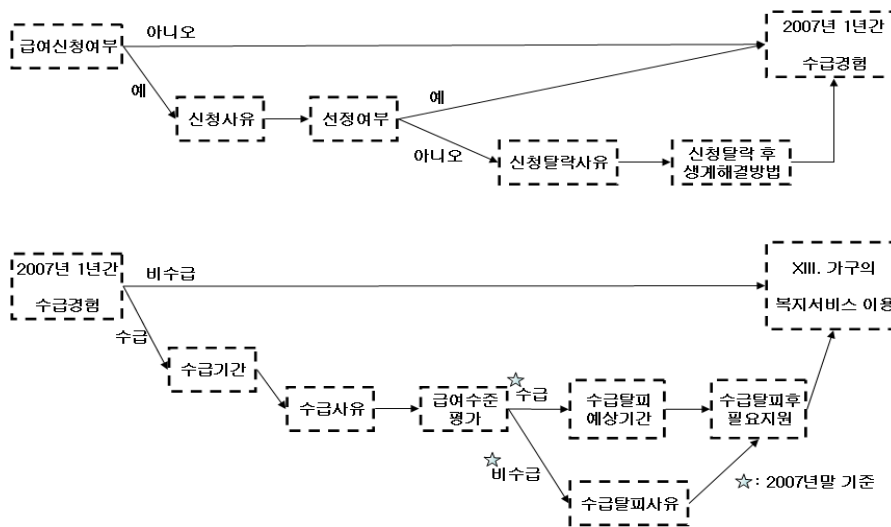 급여신청여부
아니오
2007년 1년간
수급경험
예
신청사유
선정여부
예
아니오
신청탈락사유
신청탈락 후
생계해결방법
2007년 1년간
수급경험
비수급
XIII. 가구의
복지서비스 이용
수급
수급기간
수급사유
급여수준
평가
☆
수급
수급탈피
예상기간
수급탈피후
필요지원
☆
비수급
수급탈피사유
☆: 2007년말 기준